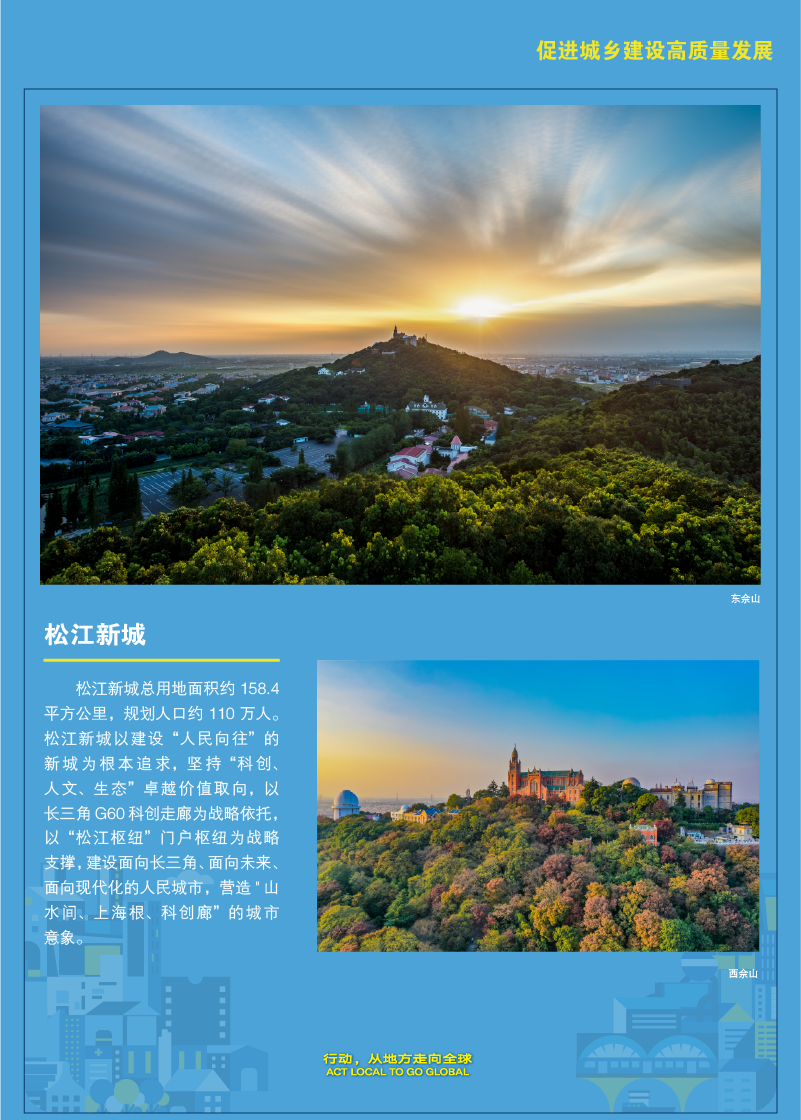 促进城乡建设高质量发展
东佘山
松江新城
松江新城总用地面积约 158.4
平方公里，规划人口约 110 万人。
松江新城以建设“人民向往”的
新城为根本追求，坚持“科创、
人文、生态”卓越价值取向，以
长三角 G60 科创走廊为战略依托，
以“松江枢纽”门户枢纽为战略
支撑，建设面向长三角、面向未来、
面向现代化的人民城市，营造＂山
水间、上海根、科创廊”的城市
意象。
西佘山
行动，从地方走向全球
ACT LOCAL TO GO GLOBAL